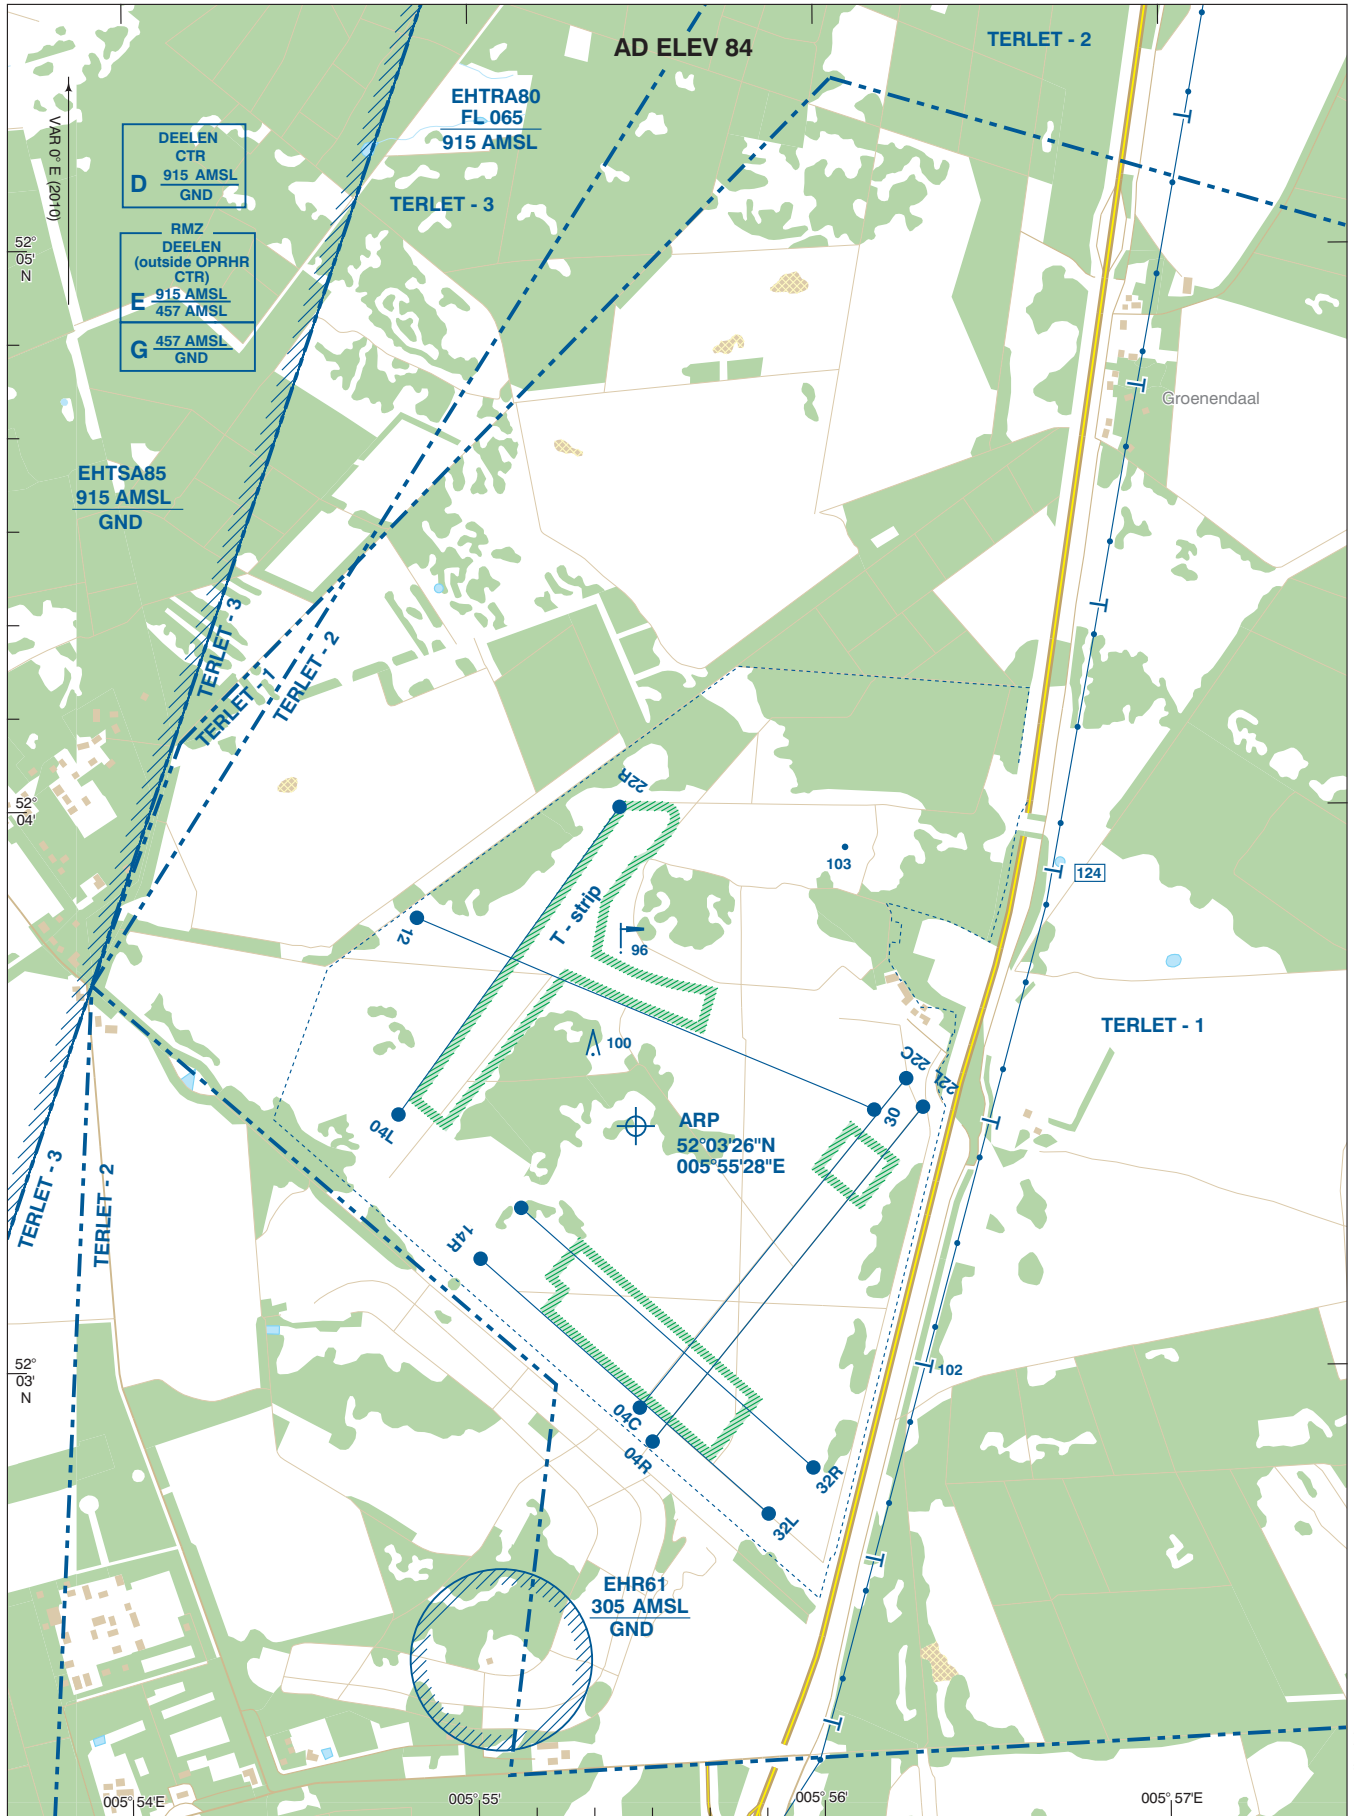 AD ELEV 84
TERLET - 2
EHTRA80
FL 065
915 AMSL
VAR 0° E (2010)
DEELEN
CTR
D 915 AMSL
GND
TERLET - 3
RMZ
DEELEN
(outside OPRHR
CTR)
E 915 AMSL
457 AMSL
G 457 AMSL
GND
52°
05'
N
Groenendaal
EHTSA85
915 AMSL
GND
TERLET - 3
TERLET - 1
TERLET - 2
22R
52°
04'
103
124
T - strip
12
96
TERLET - 1
100
22C
22L
30
04L
ARP
52°03'26"N
005°55'28"E
TERLET - 3
TERLET - 2
14R
52°
03'
N
102
04C
04R
32R
32L
EHR61
305 AMSL
GND
005° 54'E
005° 55'
005° 56'
005° 57'E